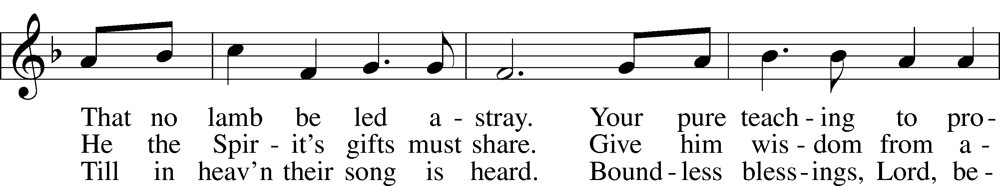 That no lamb be led a - stray. Your pure teach - ing to pro -
He the Spir - it's gifts must share. Give him wis - dom from a -
Till in heav'n their song is heard. Bound - less bless - ings, Lord, be -